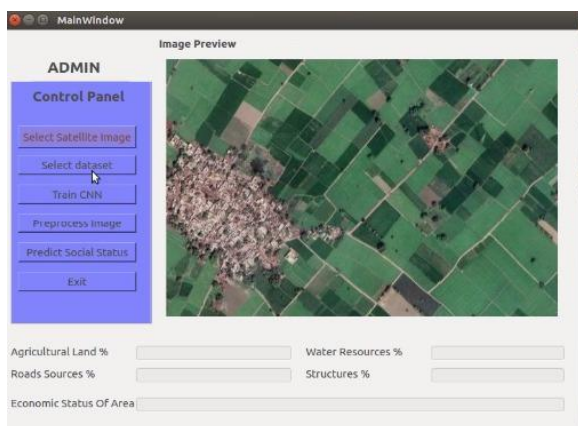 MainWindow
Image Preview
ADMIN
Control Panel
Select Satellite Image
Select dataset
Train CNN
Preprocess Image
Predict Social Status
Exit
Agricultural Land %
Water Resources %
Roads Sources %
Structures %
Economic Status Of Area